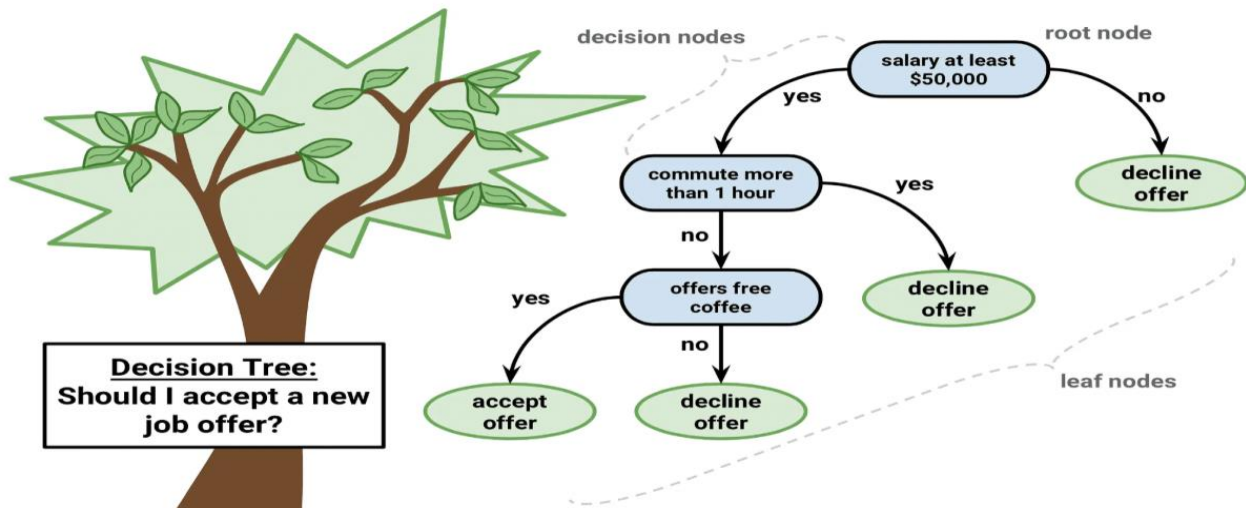 decision nodes
root node
salary at least
$50,000
yes
no
commute more
than 1 hour
yes
decline
offer
no
offers free
coffee
decline
offer
yes
no
Decision Tree:
Should I accept a new
job offer?
accept
offer
decline
offer
leaf nodes